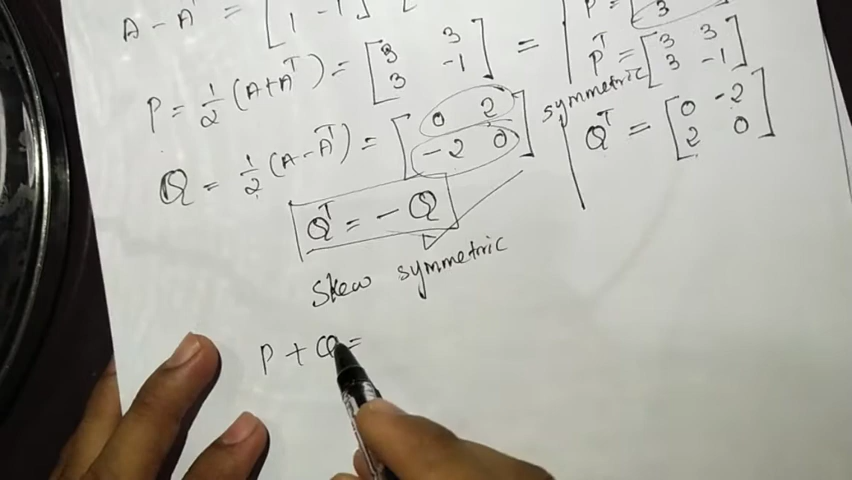 A - A^T = [ 1 -1 ] [
P = 1/2 (A+A^T) = [ 3 3 3 -1 ] =
P = [ 3
P^T = [ 3 3 3 -1 ]
symmetric
Q = 1/2 (A-A^T) = [ 0 2 -2 0 ]
Q^T = [ 0 -2 2 0 ]
Q^T = - Q
Skew symmetric
P + Q =